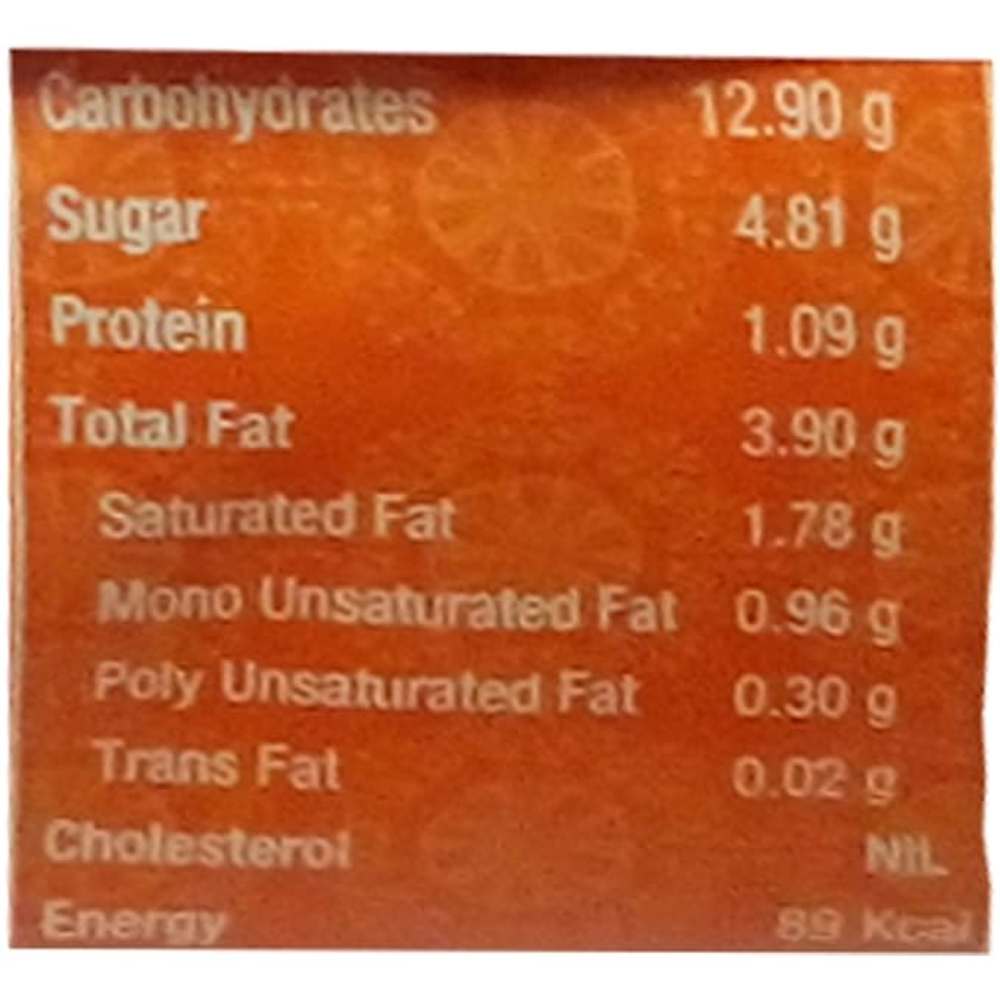 Carbohydrates 12.90 g
Sugar 4.81 g
Protein 1.09 g
Total Fat 3.90 g
Saturated Fat 1.78 g
Mono Unsaturated Fat 0.96 g
Poly Unsaturated Fat 0.30 g
Trans Fat 0.02 g
Cholesterol NIL
Energy 89 Kcal